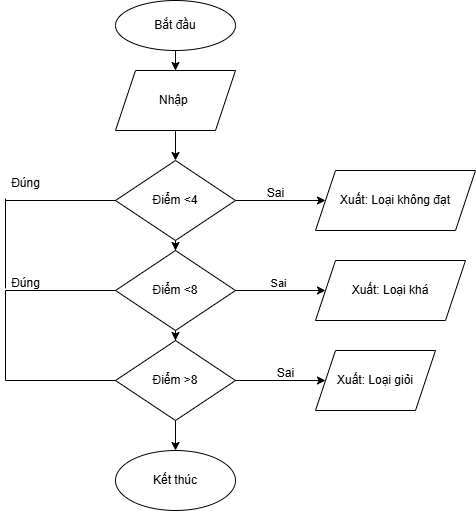 Bắt đầu
Nhập
Đúng
Điểm <4
Sai
Xuất: Loại không đạt
Đúng
Điểm <8
Sai
Xuất: Loại khá
Điểm >8
Sai
Xuất: Loại giỏi
Kết thúc